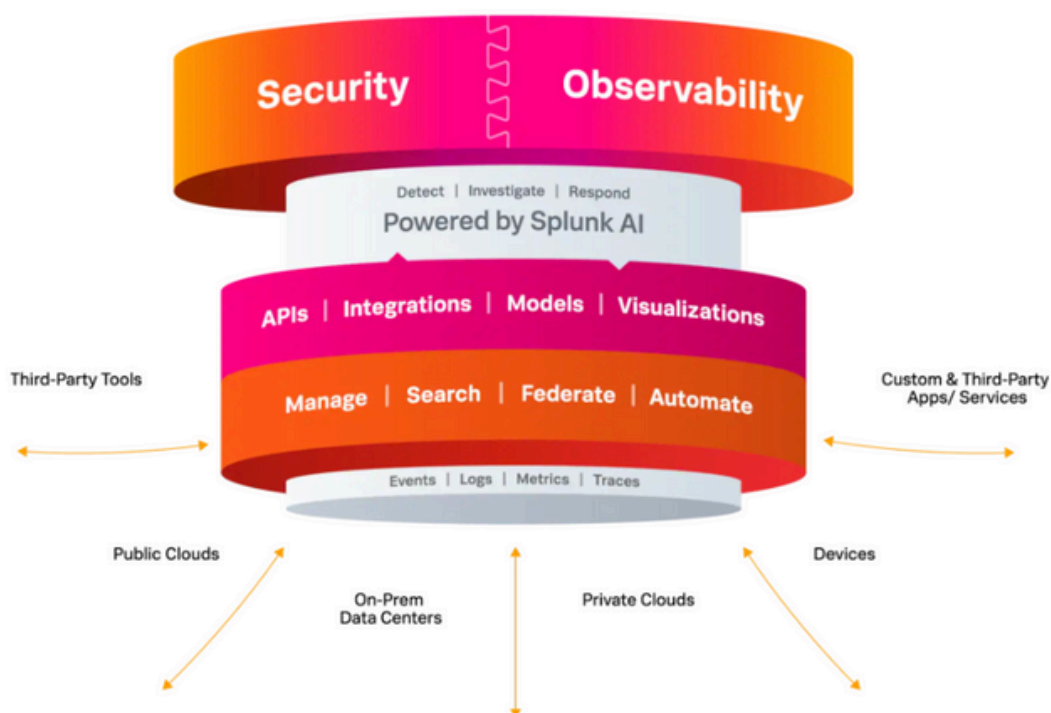 Security Observability
Detect | Investigate | Respond
Powered by Splunk AI
APIs | Integrations | Models | Visualizations
Manage | Search | Federate | Automate
Third-Party Tools
Custom & Third-Party
Apps/ Services
Events | Logs | Metrics | Traces
Public Clouds
Devices
On-Prem
Data Centers
Private Clouds